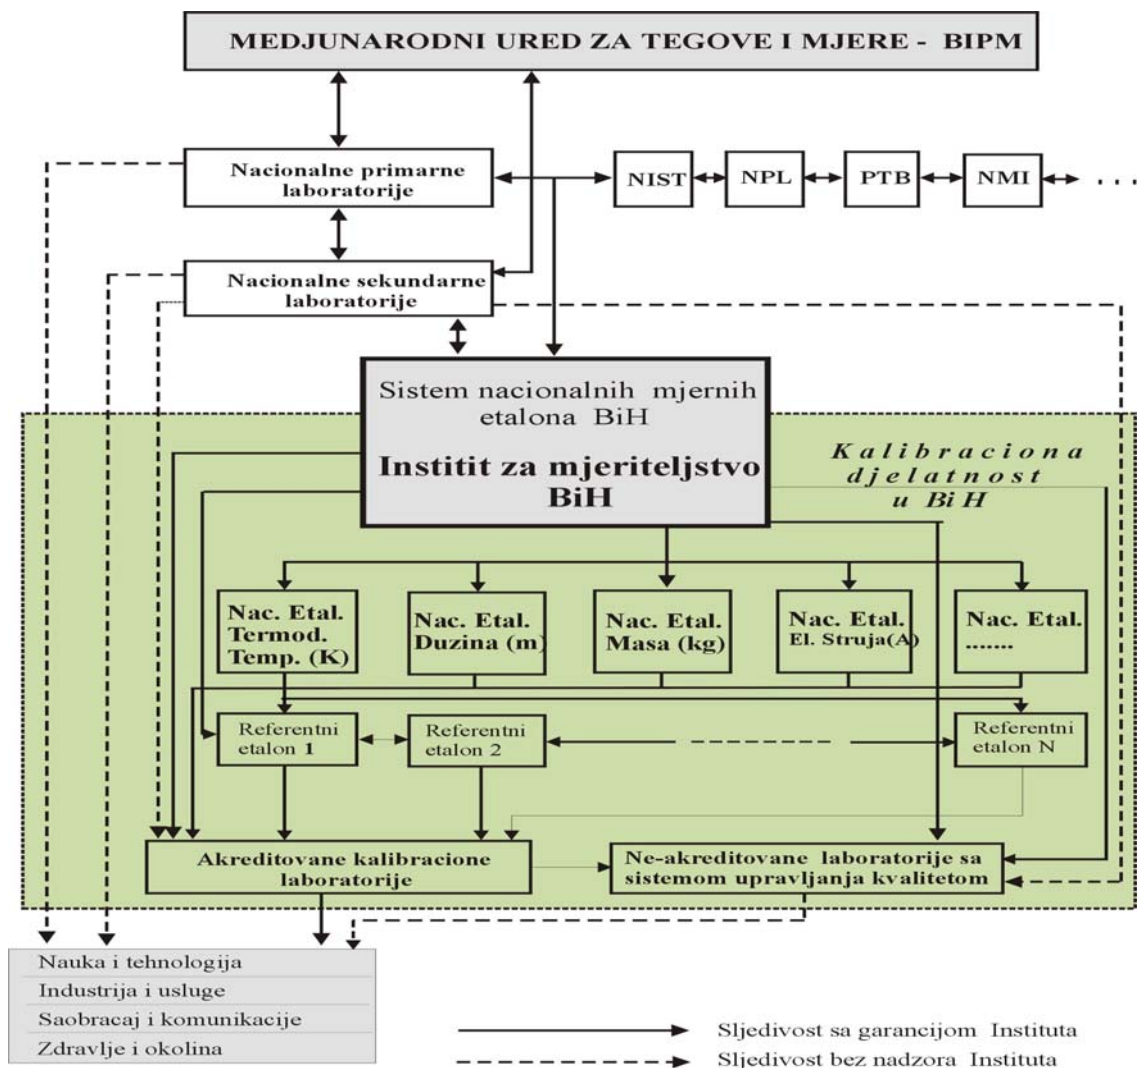 MEDJUNARODNI URED ZA TEGOVE I MJERE - BIPM
Nacionalne primarne
laboratorije
NIST
NPL
PTB
NMI
. . .
Nacionalne sekundarne
laboratorije
Sistem nacionalnih mjernih
etalona BiH
Institit za mjeriteljstvo
BiH
Kalibraciona
djelatnost
u BiH
Nac. Etal.
Termod.
Temp. (K)
Nac. Etal.
Duzina (m)
Nac. Etal.
Masa (kg)
Nac. Etal.
El. Struja(A)
Nac. Etal.
.......
Referentni
etalon 1
Referentni
etalon 2
Referentni
etalon N
Akreditovane kalibracione
laboratorije
Ne-akreditovane laboratorije sa
sistemom upravljanja kvalitetom
Nauka i tehnologija
Industrija i usluge
Saobracaj i komunikacije
Zdravlje i okolina
Sljedivost sa garancijom Instituta
Sljedivost bez nadzora Instituta